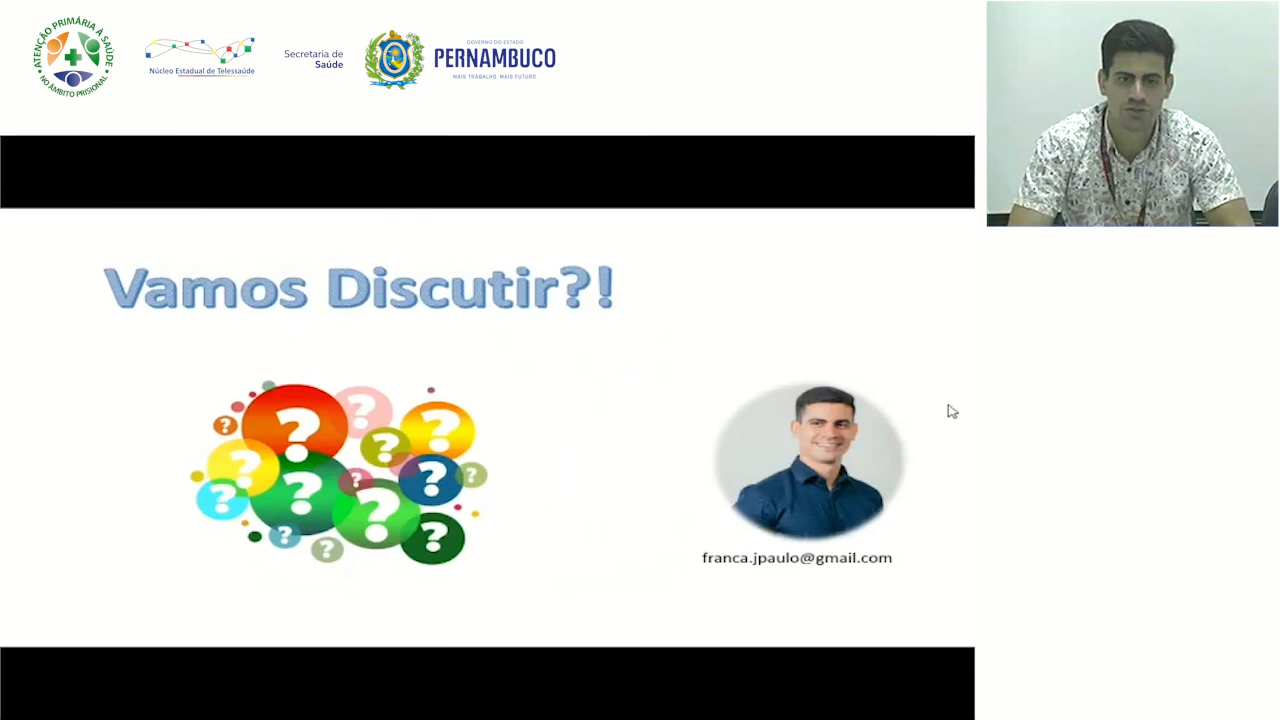 ATENÇÃO PRIMÁRIA À SAÚDE
NO ÂMBITO PRISIONAL
Núcleo Estadual de Telessaúde
Secretaria de
Saúde
GOVERNO DO ESTADO
PERNAMBUCO
MAIS TRABALHO, MAIS FUTURO.
Vamos Discutir?!
? ? ? ? ? ? ? ? ? ? ? ? ? ?
franca.jpaulo@gmail.com